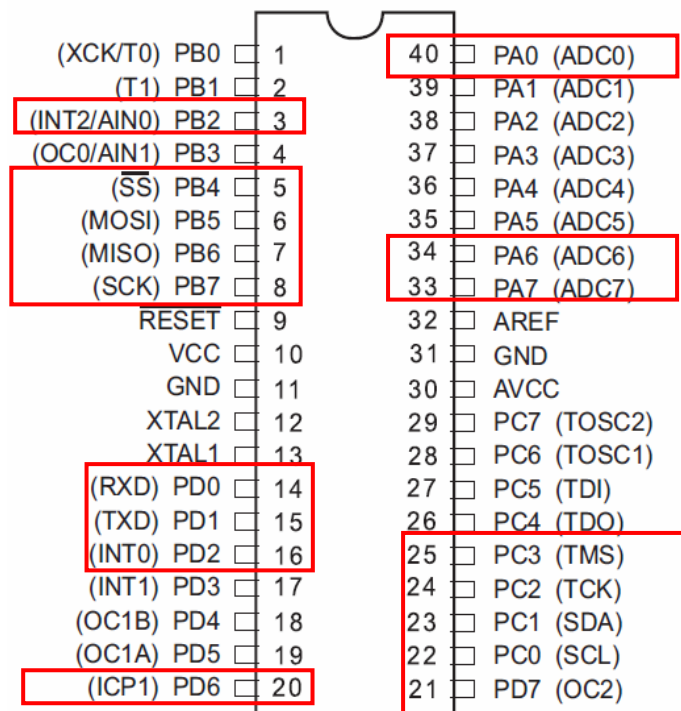 (XCK/T0) PB0 1 40 PA0 (ADC0)
(T1) PB1 2 39 PA1 (ADC1)
(INT2/AIN0) PB2 3 38 PA2 (ADC2)
(OC0/AIN1) PB3 4 37 PA3 (ADC3)
(SS) PB4 5 36 PA4 (ADC4)
(MOSI) PB5 6 35 PA5 (ADC5)
(MISO) PB6 7 34 PA6 (ADC6)
(SCK) PB7 8 33 PA7 (ADC7)
RESET 9 32 AREF
VCC 10 31 GND
GND 11 30 AVCC
XTAL2 12 29 PC7 (TOSC2)
XTAL1 13 28 PC6 (TOSC1)
(RXD) PD0 14 27 PC5 (TDI)
(TXD) PD1 15 26 PC4 (TDO)
(INT0) PD2 16 25 PC3 (TMS)
(INT1) PD3 17 24 PC2 (TCK)
(OC1B) PD4 18 23 PC1 (SDA)
(OC1A) PD5 19 22 PC0 (SCL)
(ICP1) PD6 20 21 PD7 (OC2)